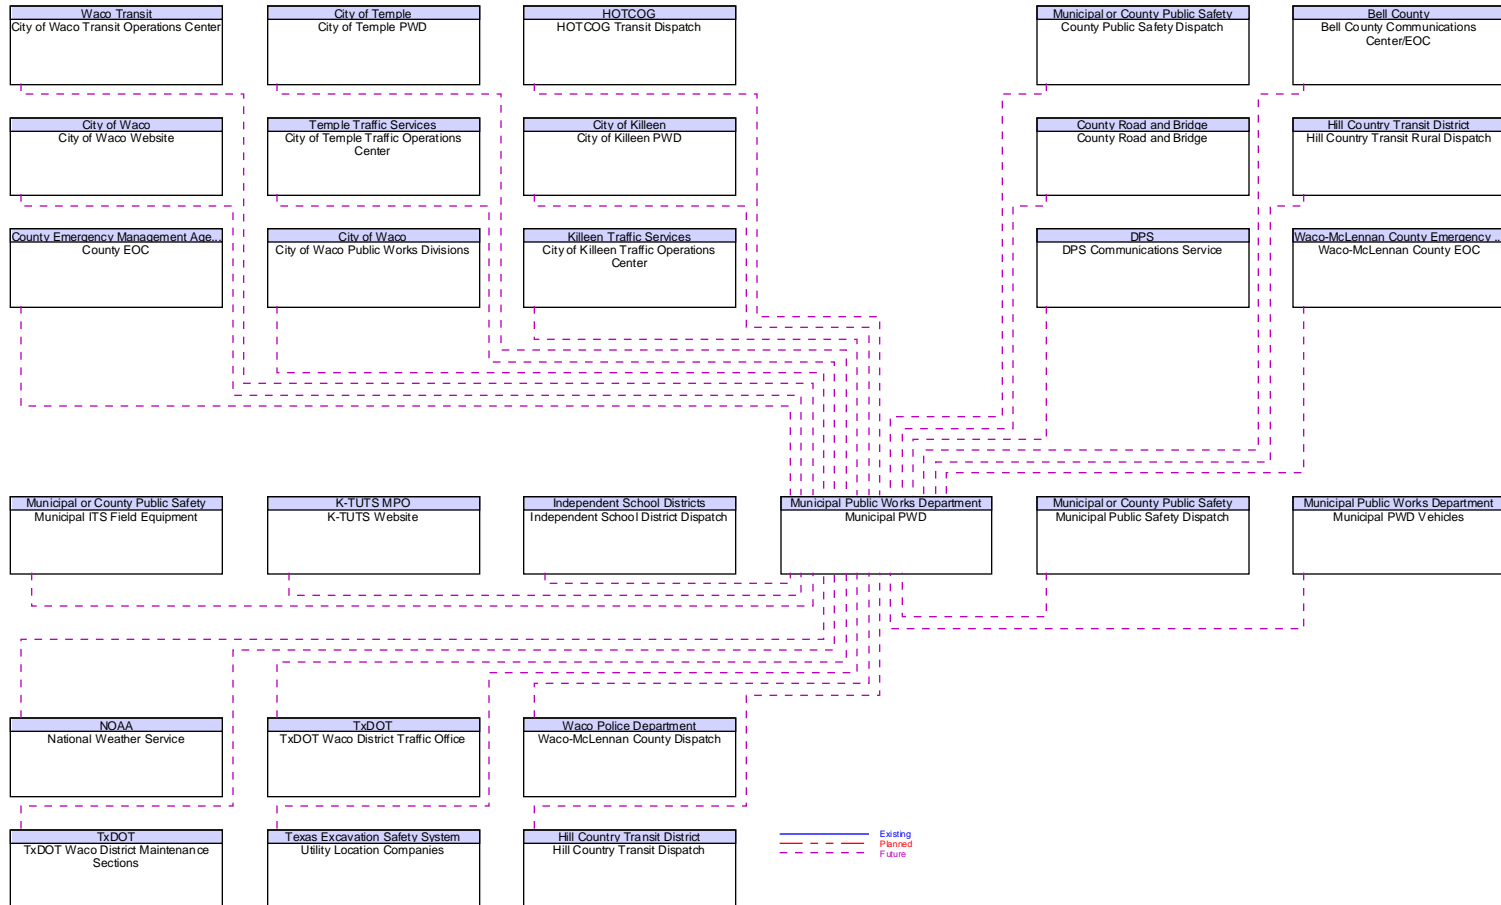 Waco Transit
City of Waco Transit Operations Center
City of Temple
City of Temple PWD
HOTCOG
HOTCOG Transit Dispatch
Municipal or County Public Safety
County Public Safety Dispatch
Bell County
Bell County Communications
Center/EOC
City of Waco
City of Waco Website
Temple Traffic Services
City of Temple Traffic Operations
Center
City of Killeen
City of Killeen PWD
County Road and Bridge
County Road and Bridge
Hill Country Transit District
Hill Country Transit Rural Dispatch
County Emergency Management Age...
County EOC
City of Waco
City of Waco Public Works Divisions
Killeen Traffic Services
City of Killeen Traffic Operations
Center
DPS
DPS Communications Service
Waco-McLennan County Emergency ...
Waco-McLennan County EOC
Municipal or County Public Safety
Municipal ITS Field Equipment
K-TUTS MPO
K-TUTS Website
Independent School Districts
Independent School District Dispatch
Municipal Public Works Department
Municipal PWD
Municipal or County Public Safety
Municipal Public Safety Dispatch
Municipal Public Works Department
Municipal PWD Vehicles
NOAA
National Weather Service
TxDOT
TxDOT Waco District Traffic Office
Waco Police Department
Waco-McLennan County Dispatch
TxDOT
TxDOT Waco District Maintenance
Sections
Texas Excavation Safety System
Utility Location Companies
Hill Country Transit District
Hill Country Transit Dispatch
Existing
Planned
Future